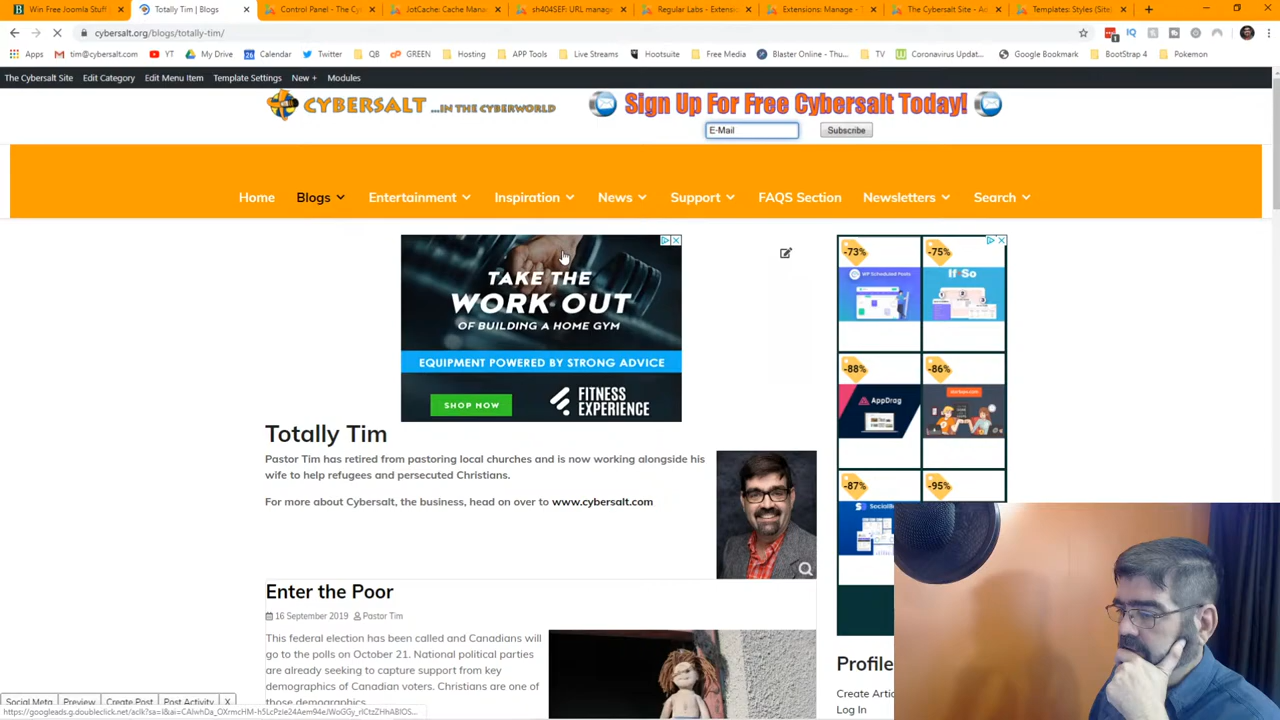 Win Free Joomla Stuff
Totally Tim | Blogs
Control Panel - The Cy
JotCache: Cache Mana
sh404SEF: URL manag
Regular Labs - Extensi
Extensions: Manage - T
The Cybersalt Site - Ad
Templates: Styles (Site)
cybersalt.org/blogs/totally-tim/
Apps
tim@cybersalt.com
YT
My Drive
Calendar
Twitter
QB
GREEN
Hosting
APP Tools
Live Streams
Hootsuite
Free Media
Blaster Online - Thu...
TV
Coronavirus Updat...
Google Bookmark
BootStrap 4
Pokemon
The Cybersalt Site
Edit Category
Edit Menu Item
Template Settings
New +
Modules
CYBERSALT ...IN THE CYBERWORLD
Sign Up For Free Cybersalt Today!
E-Mail
Subscribe
Home
Blogs
Entertainment
Inspiration
News
Support
FAQS Section
Newsletters
Search
TAKE THE
WORK OUT
OF BUILDING A HOME GYM
EQUIPMENT POWERED BY STRONG ADVICE
SHOP NOW
FITNESS
EXPERIENCE
-73%
-75%
WP Scheduled Posts
If So
-88%
-86%
AppDrag
-87%
-95%
Totally Tim
Pastor Tim has retired from pastoring local churches and is now working alongside his
wife to help refugees and persecuted Christians.
For more about Cybersalt, the business, head on over to www.cybersalt.com
Enter the Poor
16 September 2019
Pastor Tim
This federal election has been called and Canadians will
go to the polls on October 21. National political parties
are already seeking to capture support from key
demographics of Canadian voters. Christians are one of
those demographics.
Profile
Create Artic
Log In
Social Meta
Preview
Create Post
Post Activity
X